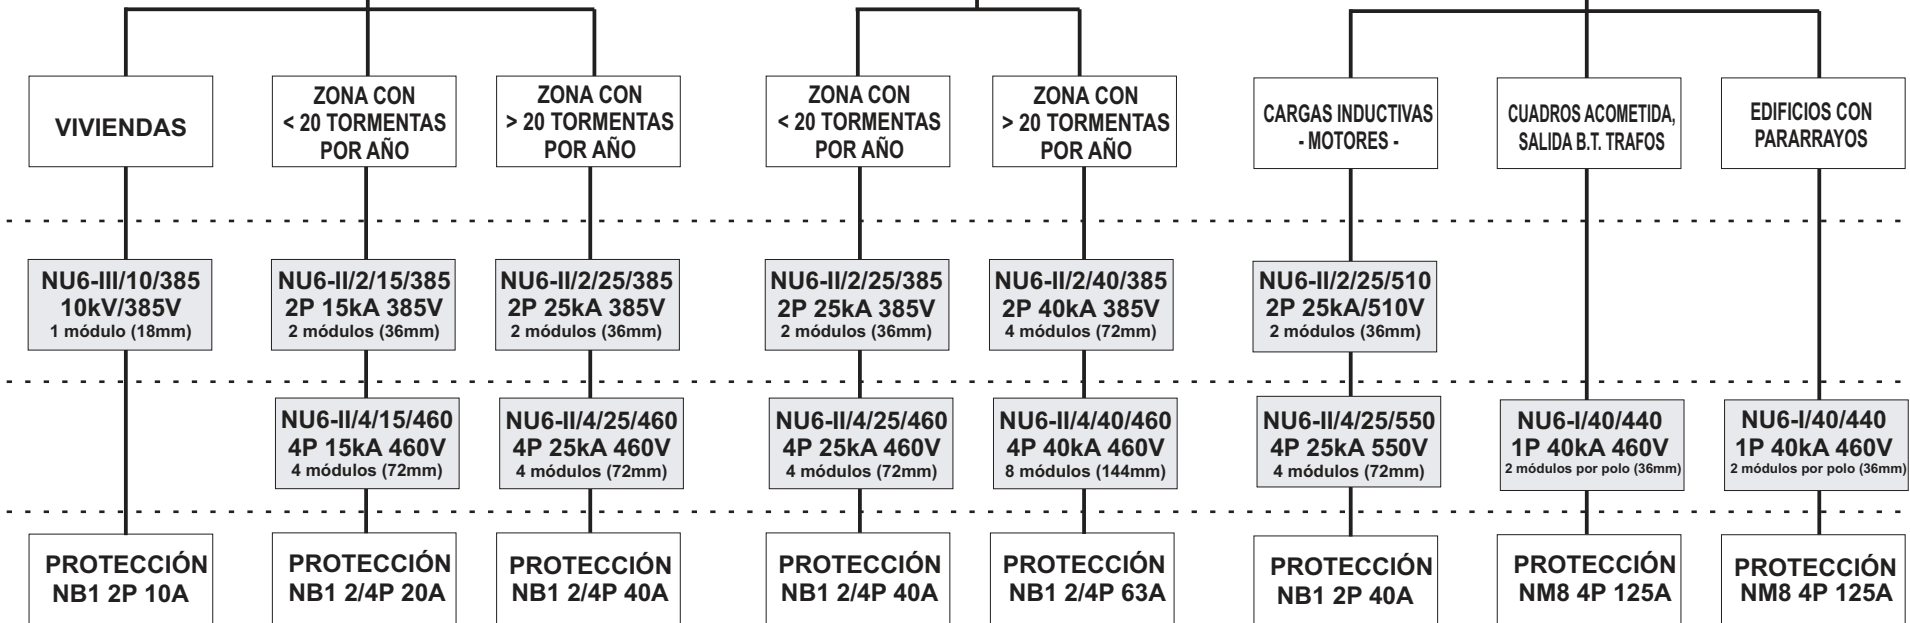 VIVIENDAS
ZONA CON
< 20 TORMENTAS
POR AÑO
ZONA CON
> 20 TORMENTAS
POR AÑO
ZONA CON
< 20 TORMENTAS
POR AÑO
ZONA CON
> 20 TORMENTAS
POR AÑO
CARGAS INDUCTIVAS
- MOTORES -
CUADROS ACOMETIDA,
SALIDA B.T. TRAFOS
EDIFICIOS CON
PARARRAYOS
NU6-III/10/385
10kV/385V
1 módulo (18mm)
NU6-II/2/15/385
2P 15kA 385V
2 módulos (36mm)
NU6-II/2/25/385
2P 25kA 385V
2 módulos (36mm)
NU6-II/2/25/385
2P 25kA 385V
2 módulos (36mm)
NU6-II/2/40/385
2P 40kA 385V
4 módulos (72mm)
NU6-II/2/25/510
2P 25kA/510V
2 módulos (36mm)
NU6-II/4/15/460
4P 15kA 460V
4 módulos (72mm)
NU6-II/4/25/460
4P 25kA 460V
4 módulos (72mm)
NU6-II/4/25/460
4P 25kA 460V
4 módulos (72mm)
NU6-II/4/40/460
4P 40kA 460V
8 módulos (144mm)
NU6-II/4/25/550
4P 25kA 550V
4 módulos (72mm)
NU6-I/40/440
1P 40kA 460V
2 módulos por polo (36mm)
NU6-I/40/440
1P 40kA 460V
2 módulos por polo (36mm)
PROTECCIÓN
NB1 2P 10A
PROTECCIÓN
NB1 2/4P 20A
PROTECCIÓN
NB1 2/4P 40A
PROTECCIÓN
NB1 2/4P 40A
PROTECCIÓN
NB1 2/4P 63A
PROTECCIÓN
NB1 2P 40A
PROTECCIÓN
NM8 4P 125A
PROTECCIÓN
NM8 4P 125A